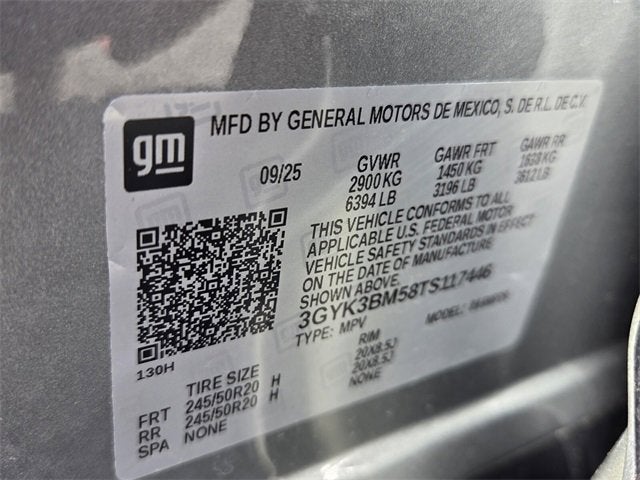 gm
MFD BY GENERAL MOTORS DE MEXICO, S. DE R.L. DE C.V.
09/25 GVWR GAWR FRT GAWR RR
2900 KG 1450 KG 1638 KG
6394 LB 3196 LB 3612 LB
THIS VEHICLE CONFORMS TO ALL
APPLICABLE U.S. FEDERAL MOTOR
VEHICLE SAFETY STANDARDS IN EFFECT
ON THE DATE OF MANUFACTURE
SHOWN ABOVE
3GYK3BM58TS117446
TYPE: MPV MODEL:
130H
TIRE SIZE RIM
FRT 245/50R20 H 20X8.5J
RR 245/50R20 H 20X8.5J
SPA NONE NONE